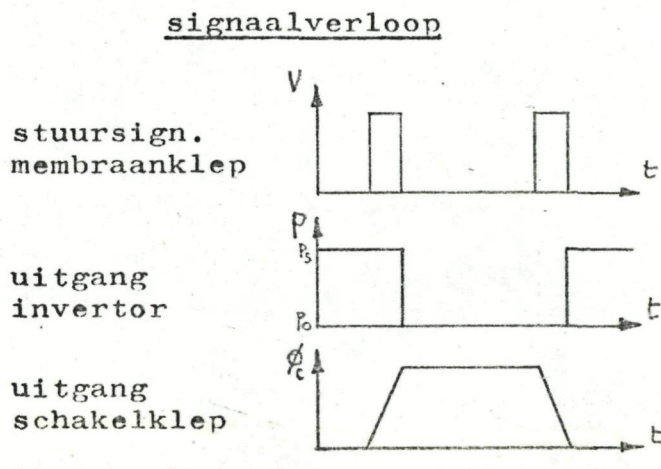 signaalverloop
V
stuursign.
membraanklep
t
P
Ps
uitgang
invertor
Po
t
ϕc
uitgang
schakelklep
t